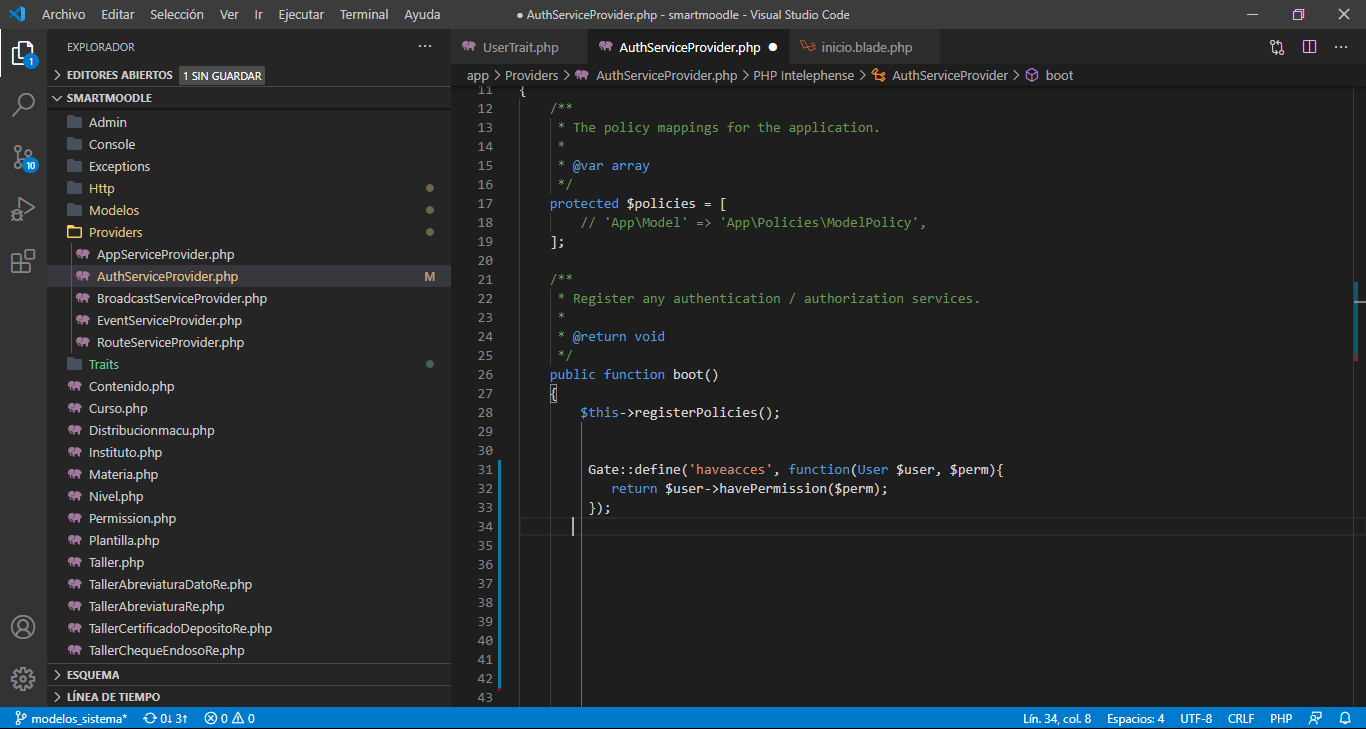 Archivo Editar Selección Ver Ir Ejecutar Terminal Ayuda
● AuthServiceProvider.php - smartmoodle - Visual Studio Code
EXPLORADOR
EDITORES ABIERTOS 1 SIN GUARDAR
SMARTMOODLE
Admin
Console
Exceptions
Http
Modelos
Providers
AppServiceProvider.php
AuthServiceProvider.php M
BroadcastServiceProvider.php
EventServiceProvider.php
RouteServiceProvider.php
Traits
Contenido.php
Curso.php
Distribucionmacu.php
Instituto.php
Materia.php
Nivel.php
Permission.php
Plantilla.php
Taller.php
TallerAbreviaturaDatoRe.php
TallerAbreviaturaRe.php
TallerCertificadoDepositoRe.php
TallerChequeEndosoRe.php
ESQUEMA
LÍNEA DE TIEMPO
1
10
UserTrait.php AuthServiceProvider.php ● inicio.blade.php
app > Providers > AuthServiceProvider.php > PHP Intelephense > AuthServiceProvider > boot
11 {
12 /**
13 * The policy mappings for the application.
14 *
15 * @var array
16 */
17 protected $policies = [
18 // 'App\Model' => 'App\Policies\ModelPolicy',
19 ];
20
21 /**
22 * Register any authentication / authorization services.
23 *
24 * @return void
25 */
26 public function boot()
27 {
28 $this->registerPolicies();
29
30
31 Gate::define('haveacces', function(User $user, $perm){
32 return $user->havePermission($perm);
33 });
34
35
36
37
38
39
40
41
42
43
modelos_sistema* 0↓ 3↑ 0 0
Lín. 34, col. 8 Espacios: 4 UTF-8 CRLF PHP